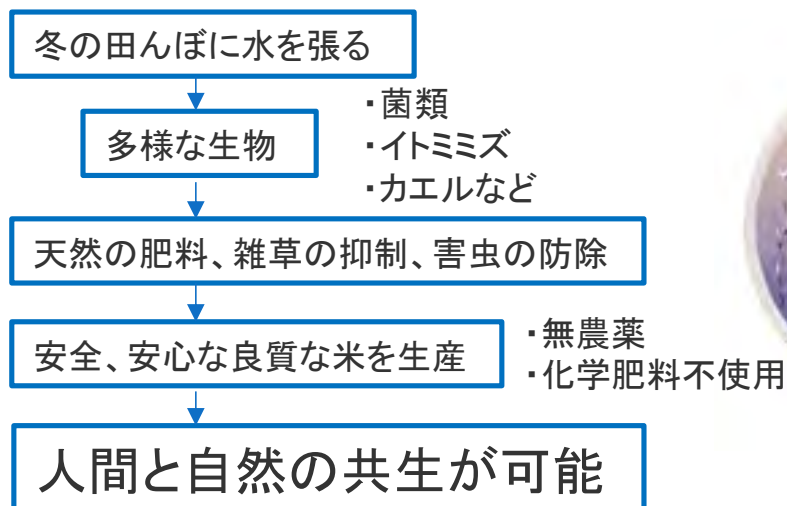 冬の田んぼに水を張る
多様な生物
・菌類
・イトミミズ
・カエルなど
天然の肥料、雑草の抑制、害虫の防除
安全、安心な良質な米を生産
・無農薬
・化学肥料不使用
人間と自然の共生が可能